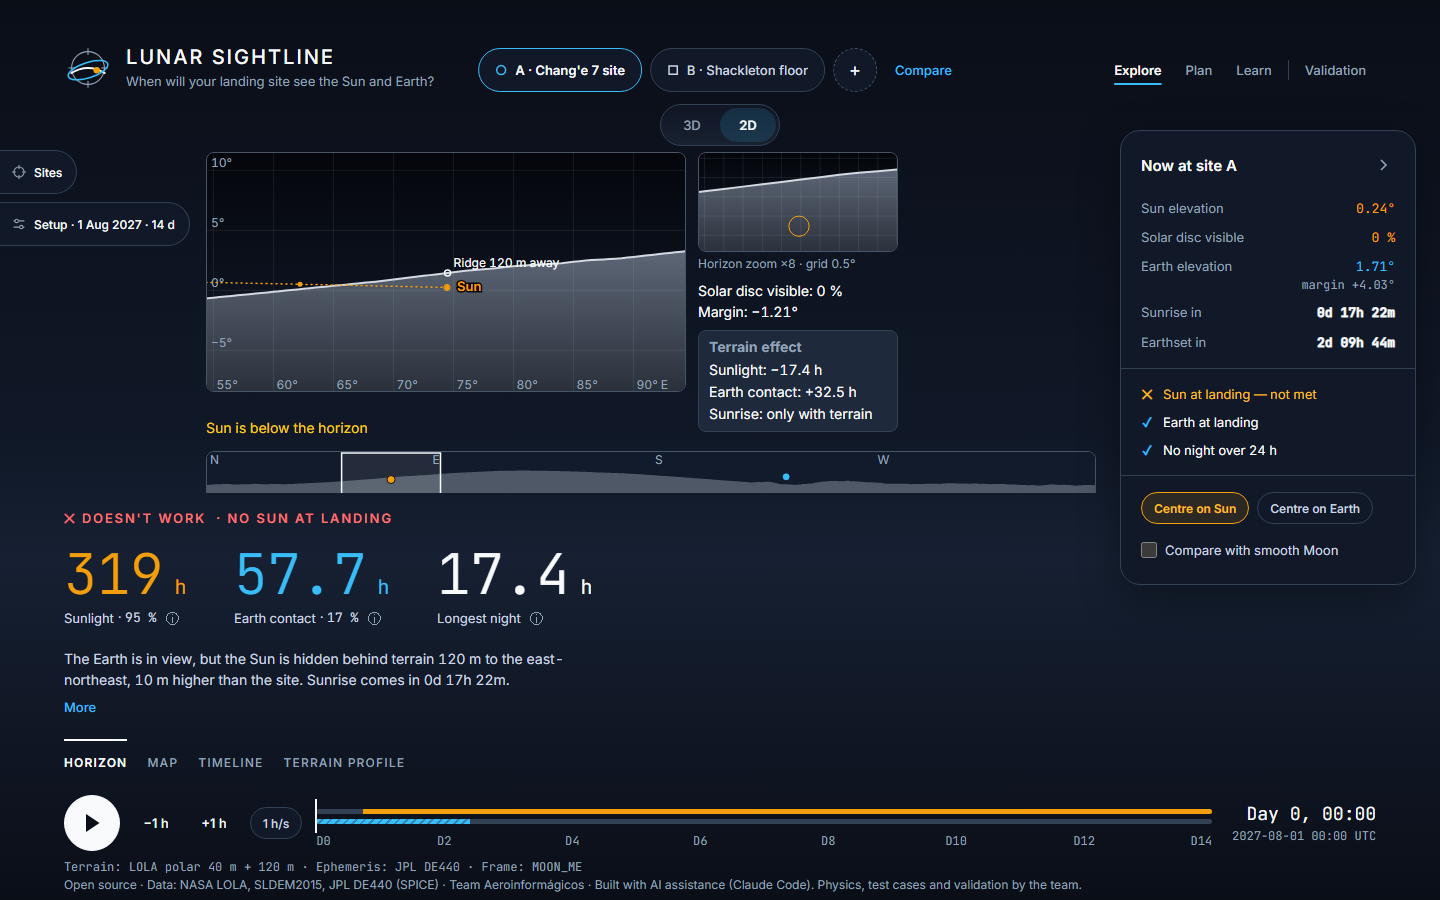 LUNAR SIGHTLINE
When will your landing site see the Sun and Earth?
A · Chang'e 7 site
B · Shackleton floor
+
Compare
Explore
Plan
Learn
Validation
3D
2D
Sites
Setup · 1 Aug 2027 · 14 d
10°
5°
0°
−5°
55°
60°
65°
70°
75°
80°
85°
90° E
Ridge 120 m away
Sun
Horizon zoom ×8 · grid 0.5°
Solar disc visible: 0 %
Margin: −1.21°
Terrain effect
Sunlight: −17.4 h
Earth contact: +32.5 h
Sunrise: only with terrain
Sun is below the horizon
N
E
S
W
Now at site A
Sun elevation 0.24°
Solar disc visible 0 %
Earth elevation 1.71°
margin +4.03°
Sunrise in 0d 17h 22m
Earthset in 2d 09h 44m
Sun at landing — not met
Earth at landing
No night over 24 h
Centre on Sun
Centre on Earth
Compare with smooth Moon
DOESN'T WORK · NO SUN AT LANDING
319 h
Sunlight · 95 %
57.7 h
Earth contact · 17 %
17.4 h
Longest night
The Earth is in view, but the Sun is hidden behind terrain 120 m to the east-
northeast, 10 m higher than the site. Sunrise comes in 0d 17h 22m.
More
HORIZON
MAP
TIMELINE
TERRAIN PROFILE
−1 h
+1 h
1 h/s
D0
D2
D4
D6
D8
D10
D12
D14
Day 0, 00:00
2027-08-01 00:00 UTC
Terrain: LOLA polar 40 m + 120 m · Ephemeris: JPL DE440 · Frame: MOON_ME
Open source · Data: NASA LOLA, SLDEM2015, JPL DE440 (SPICE) · Team Aeroinformágicos · Built with AI assistance (Claude Code). Physics, test cases and validation by the team.